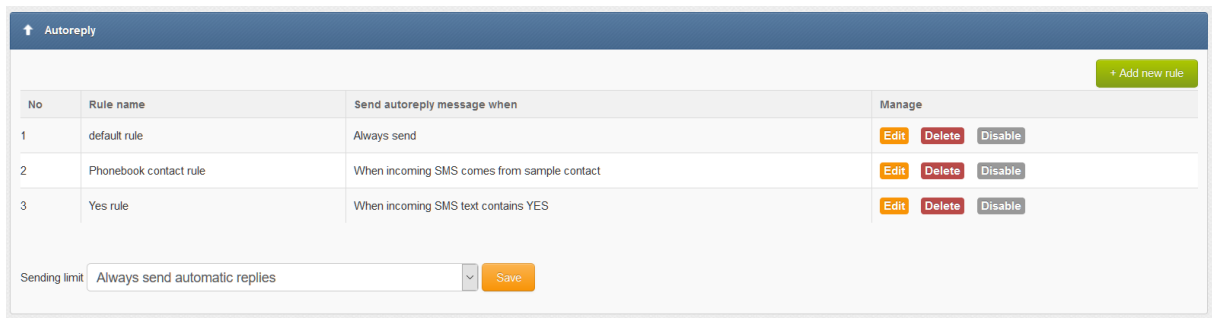 Autoreply
+ Add new rule
No Rule name Send autoreply message when Manage
1 default rule Always send Edit Delete Disable
2 Phonebook contact rule When incoming SMS comes from sample contact Edit Delete Disable
3 Yes rule When incoming SMS text contains YES Edit Delete Disable
Sending limit Always send automatic replies Save